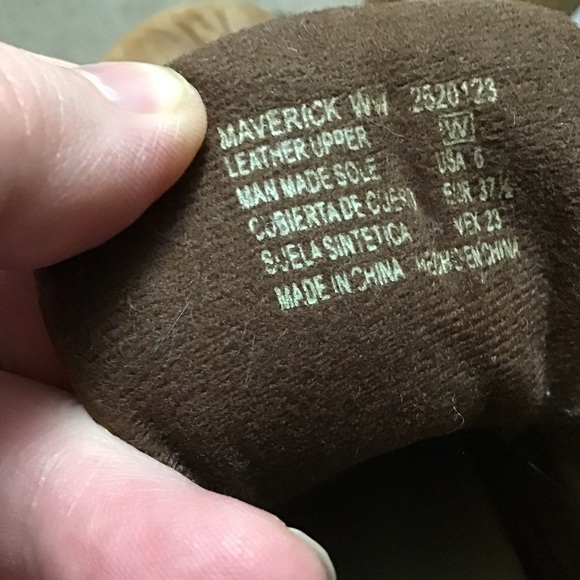 MAVERICK WW 2520123
LEATHER UPPER W
MAN MADE SOLE USA 6
CUBIERTA DE CUERO EUR 37½
SUELA SINTETICA MEX 23
MADE IN CHINA HECHO EN CHINA